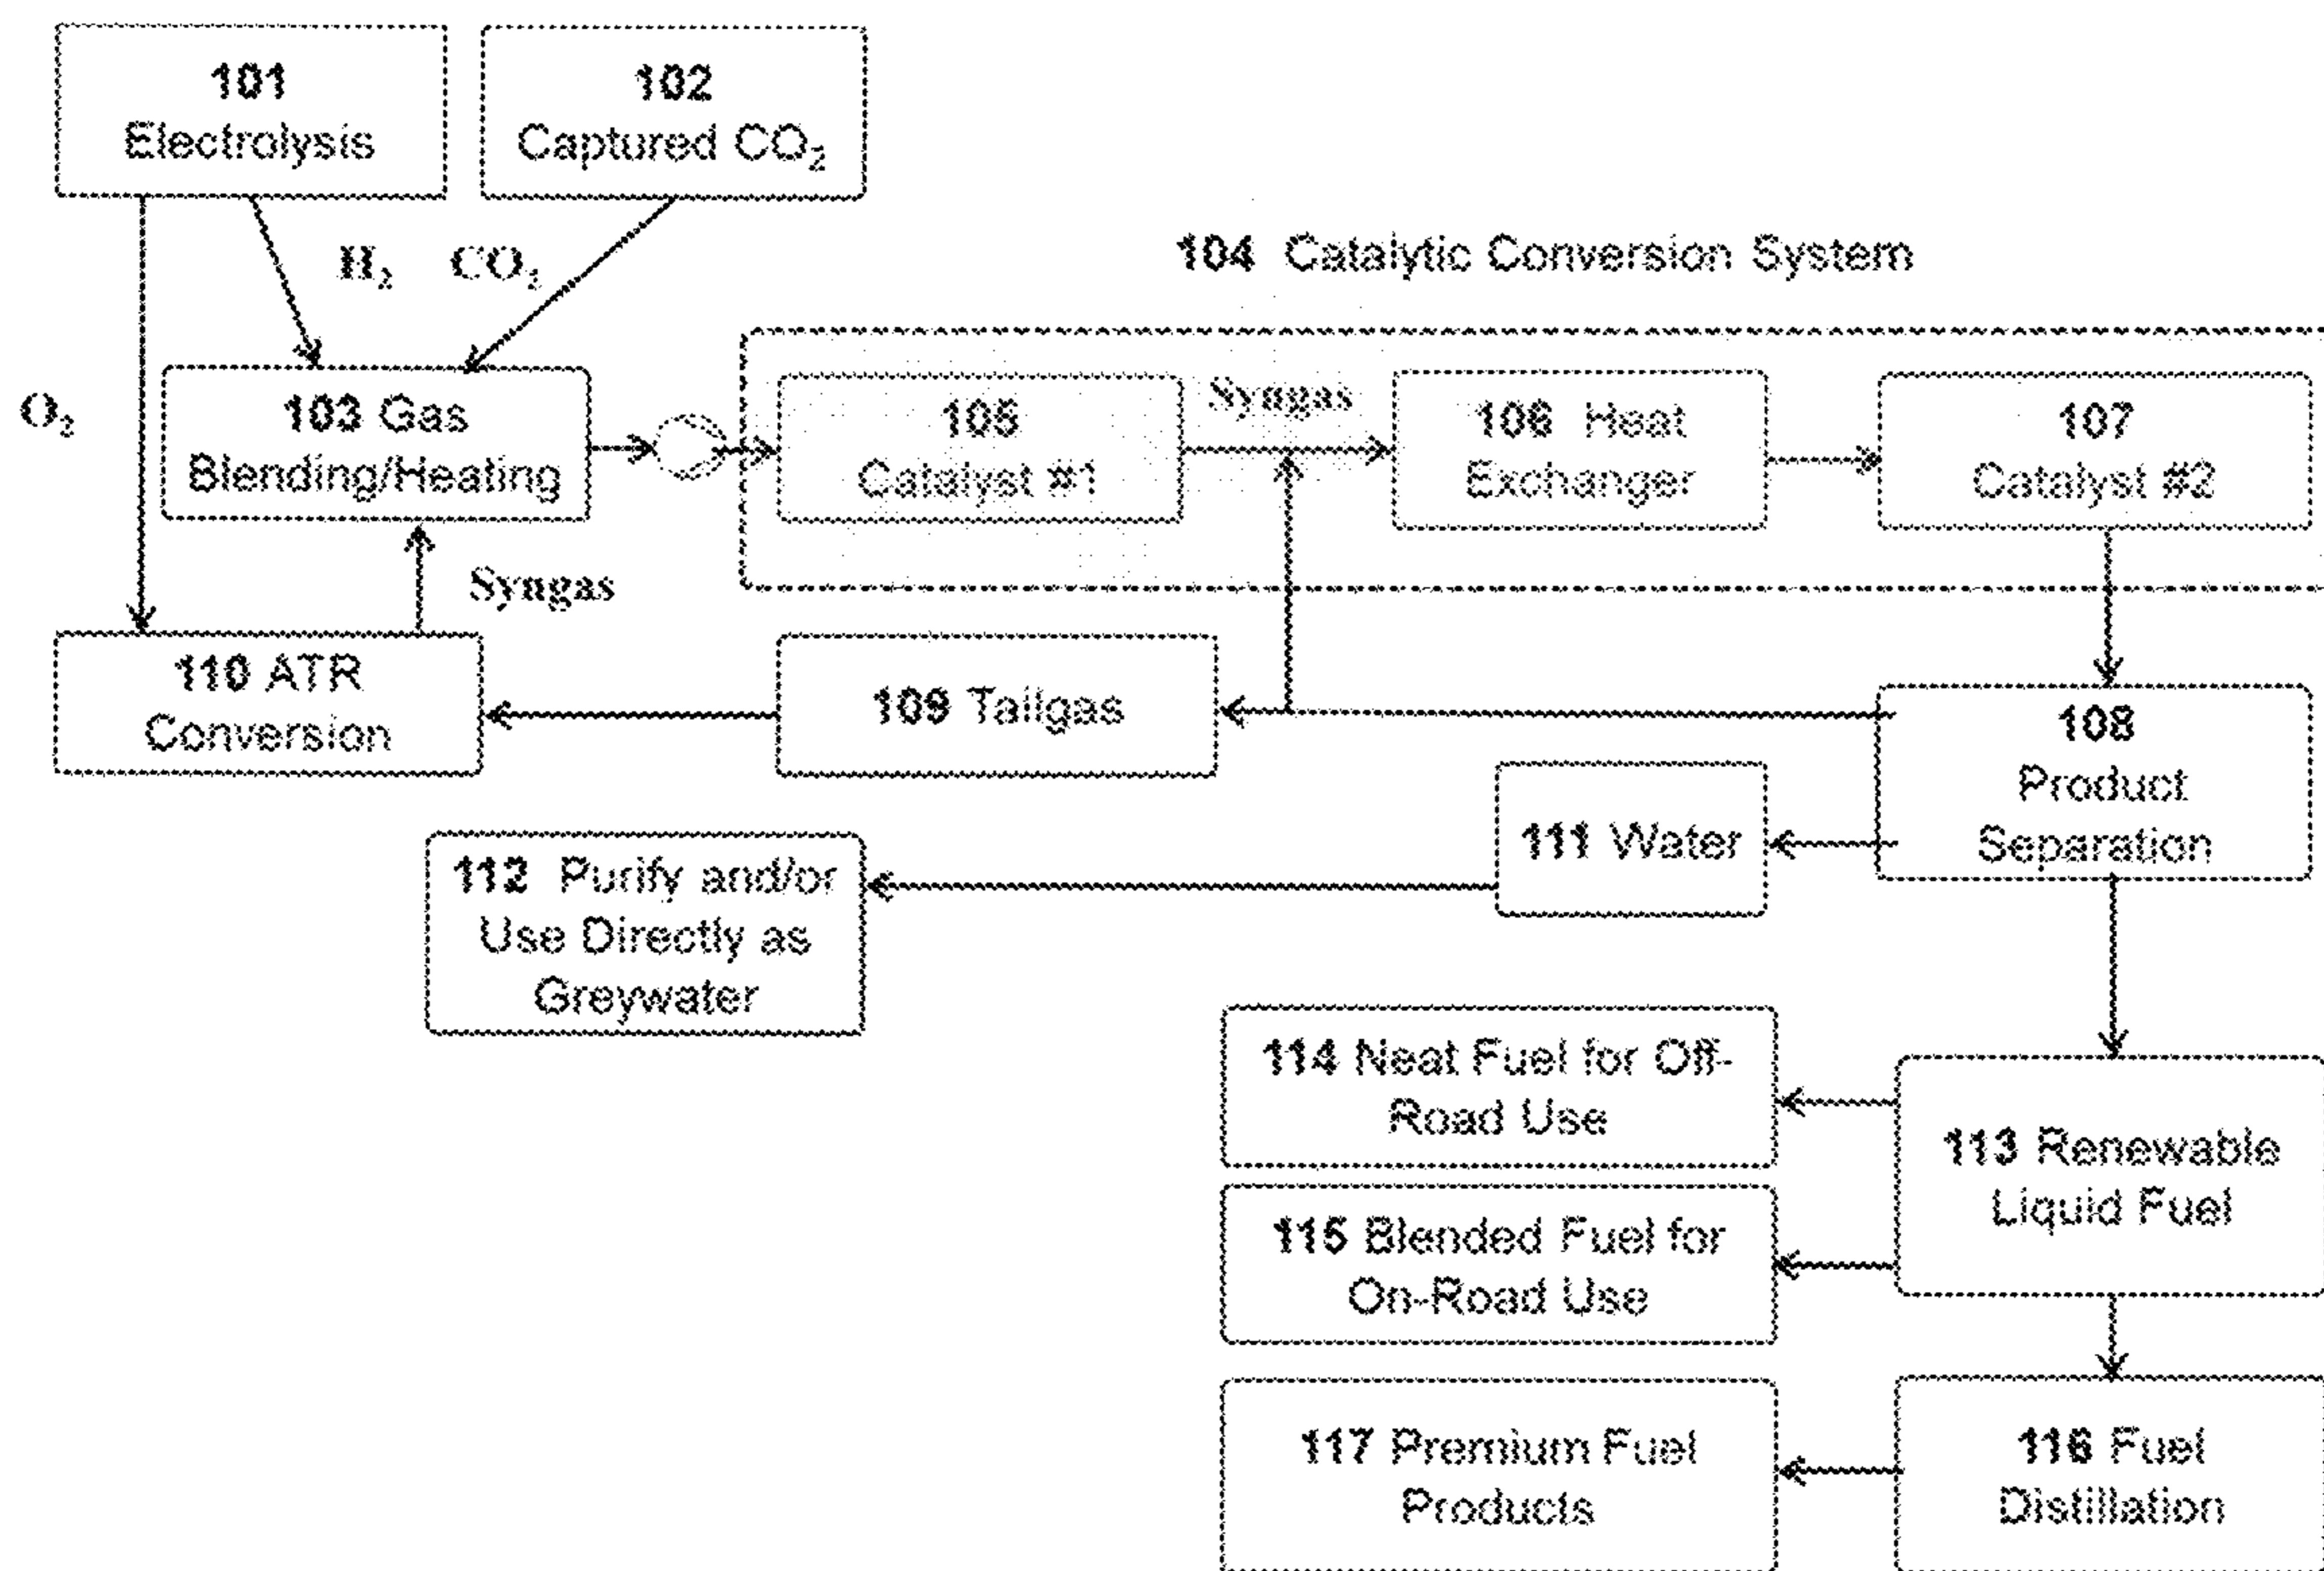 101
Electrolysis
102
Captured CO₂
H₂
CO₂
104 Catalytic Conversion System
O₂
103 Gas
Blending/Heating
105
Catalyst #1
Syngas
106 Heat
Exchanger
107
Catalyst #2
Syngas
110 ATR
Conversion
109 Tailgas
108
Product
Separation
111 Water
112 Purify and/or
Use Directly as
Greywater
114 Neat Fuel for Off-
Road Use
113 Renewable
Liquid Fuel
115 Blended Fuel for
On-Road Use
117 Premium Fuel
Products
116 Fuel
Distillation